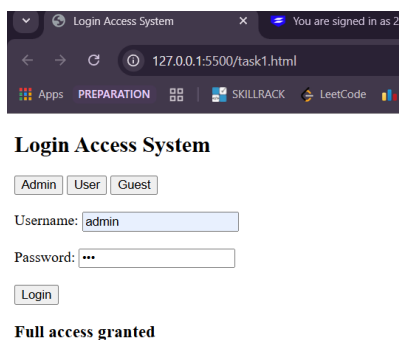 Login Access System
You are signed in as 2
127.0.0.1:5500/task1.html
Apps PREPARATION SKILLRACK LeetCode
Login Access System
Admin User Guest
Username: admin
Password: •••
Login
Full access granted